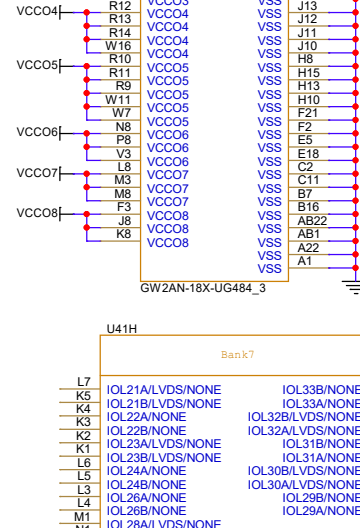 VCCO3 VSS
VCCO4 R12 VCCO4 VSS J13
R13 VCCO4 VSS J12
R14 VCCO4 VSS J11
W16 VCCO4 VSS J10
VCCO5 R10 VCCO5 VSS H8
R11 VCCO5 VSS H15
R9 VCCO5 VSS H13
W11 VCCO5 VSS H10
W7 VCCO5 VSS F21
VCCO6 N8 VCCO6 VSS F2
P8 VCCO6 VSS E5
V3 VCCO6 VSS E18
VCCO7 L8 VCCO7 VSS C2
M3 VCCO7 VSS C11
M8 VCCO7 VSS B7
VCCO8 F3 VCCO8 VSS B16
J8 VCCO8 VSS AB22
K8 VCCO8 VSS AB1
VSS A22
VSS A1
GW2AN-18X-UG484_3
U41H
Bank7
L7 IOL21A/LVDS/NONE IOL33B/NONE
K5 IOL21B/LVDS/NONE IOL33A/NONE
K4 IOL22A/NONE IOL32B/LVDS/NONE
K3 IOL22B/NONE IOL32A/LVDS/NONE
K2 IOL23A/LVDS/NONE IOL31B/NONE
K1 IOL23B/LVDS/NONE IOL31A/NONE
L6 IOL24A/NONE IOL30B/LVDS/NONE
L5 IOL24B/NONE IOL30A/LVDS/NONE
L3 IOL26A/NONE IOL29B/NONE
L4 IOL26B/NONE IOL29A/NONE
M1 IOL28A/LVDS/NONE